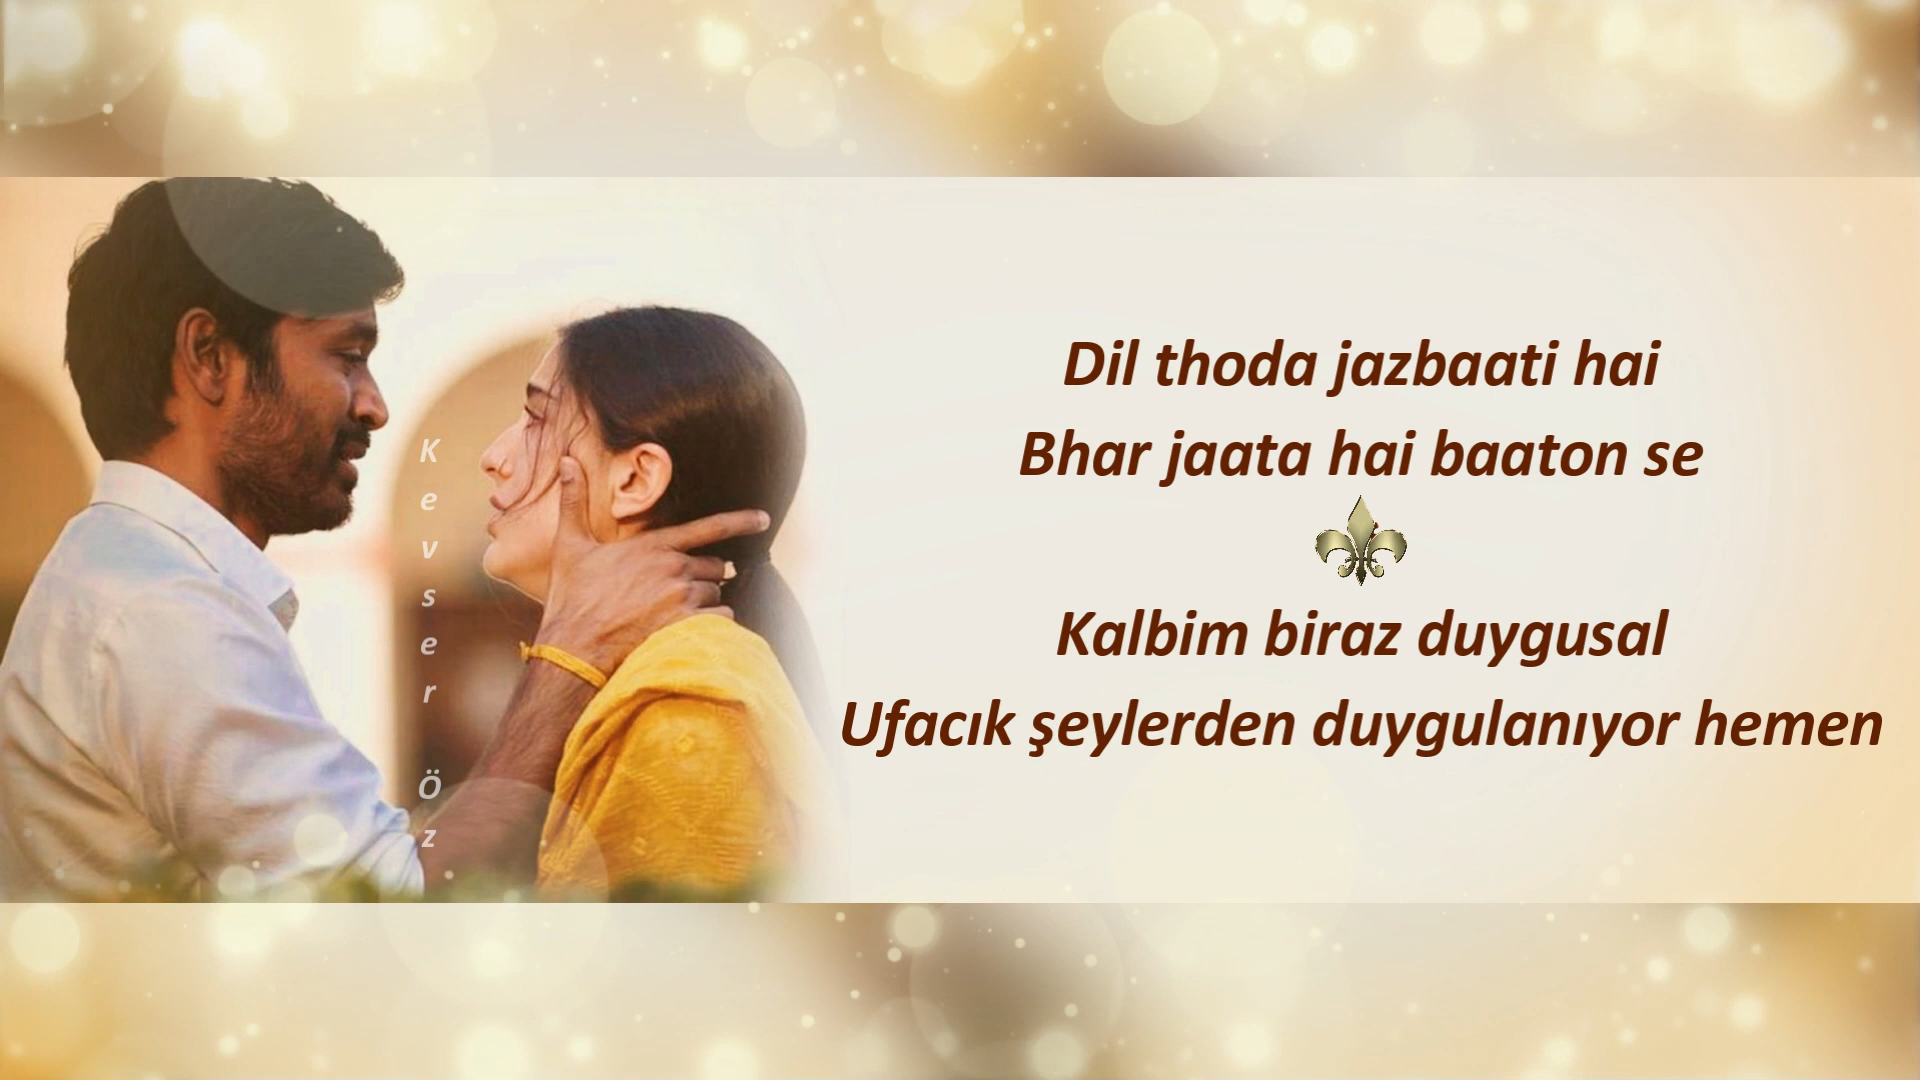 Kevser Öz
Dil thoda jazbaati hai
Bhar jaata hai baaton se
Kalbim biraz duygusal
Ufacık şeylerden duygulanıyor hemen